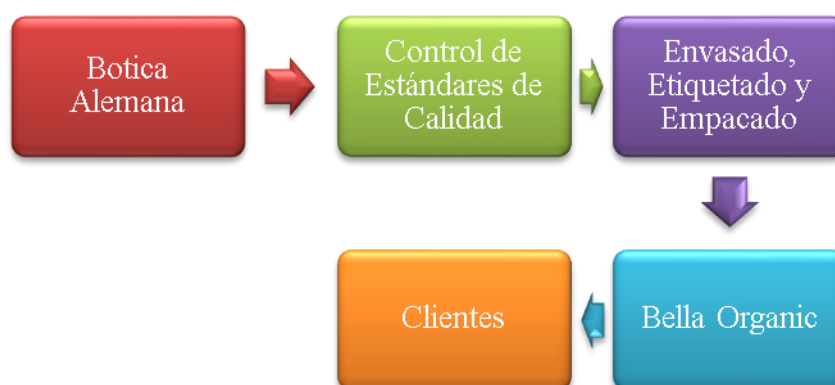 Botica
Alemana
Control de
Estándares de
Calidad
Envasado,
Etiquetado y
Empacado
Bella Organic
Clientes